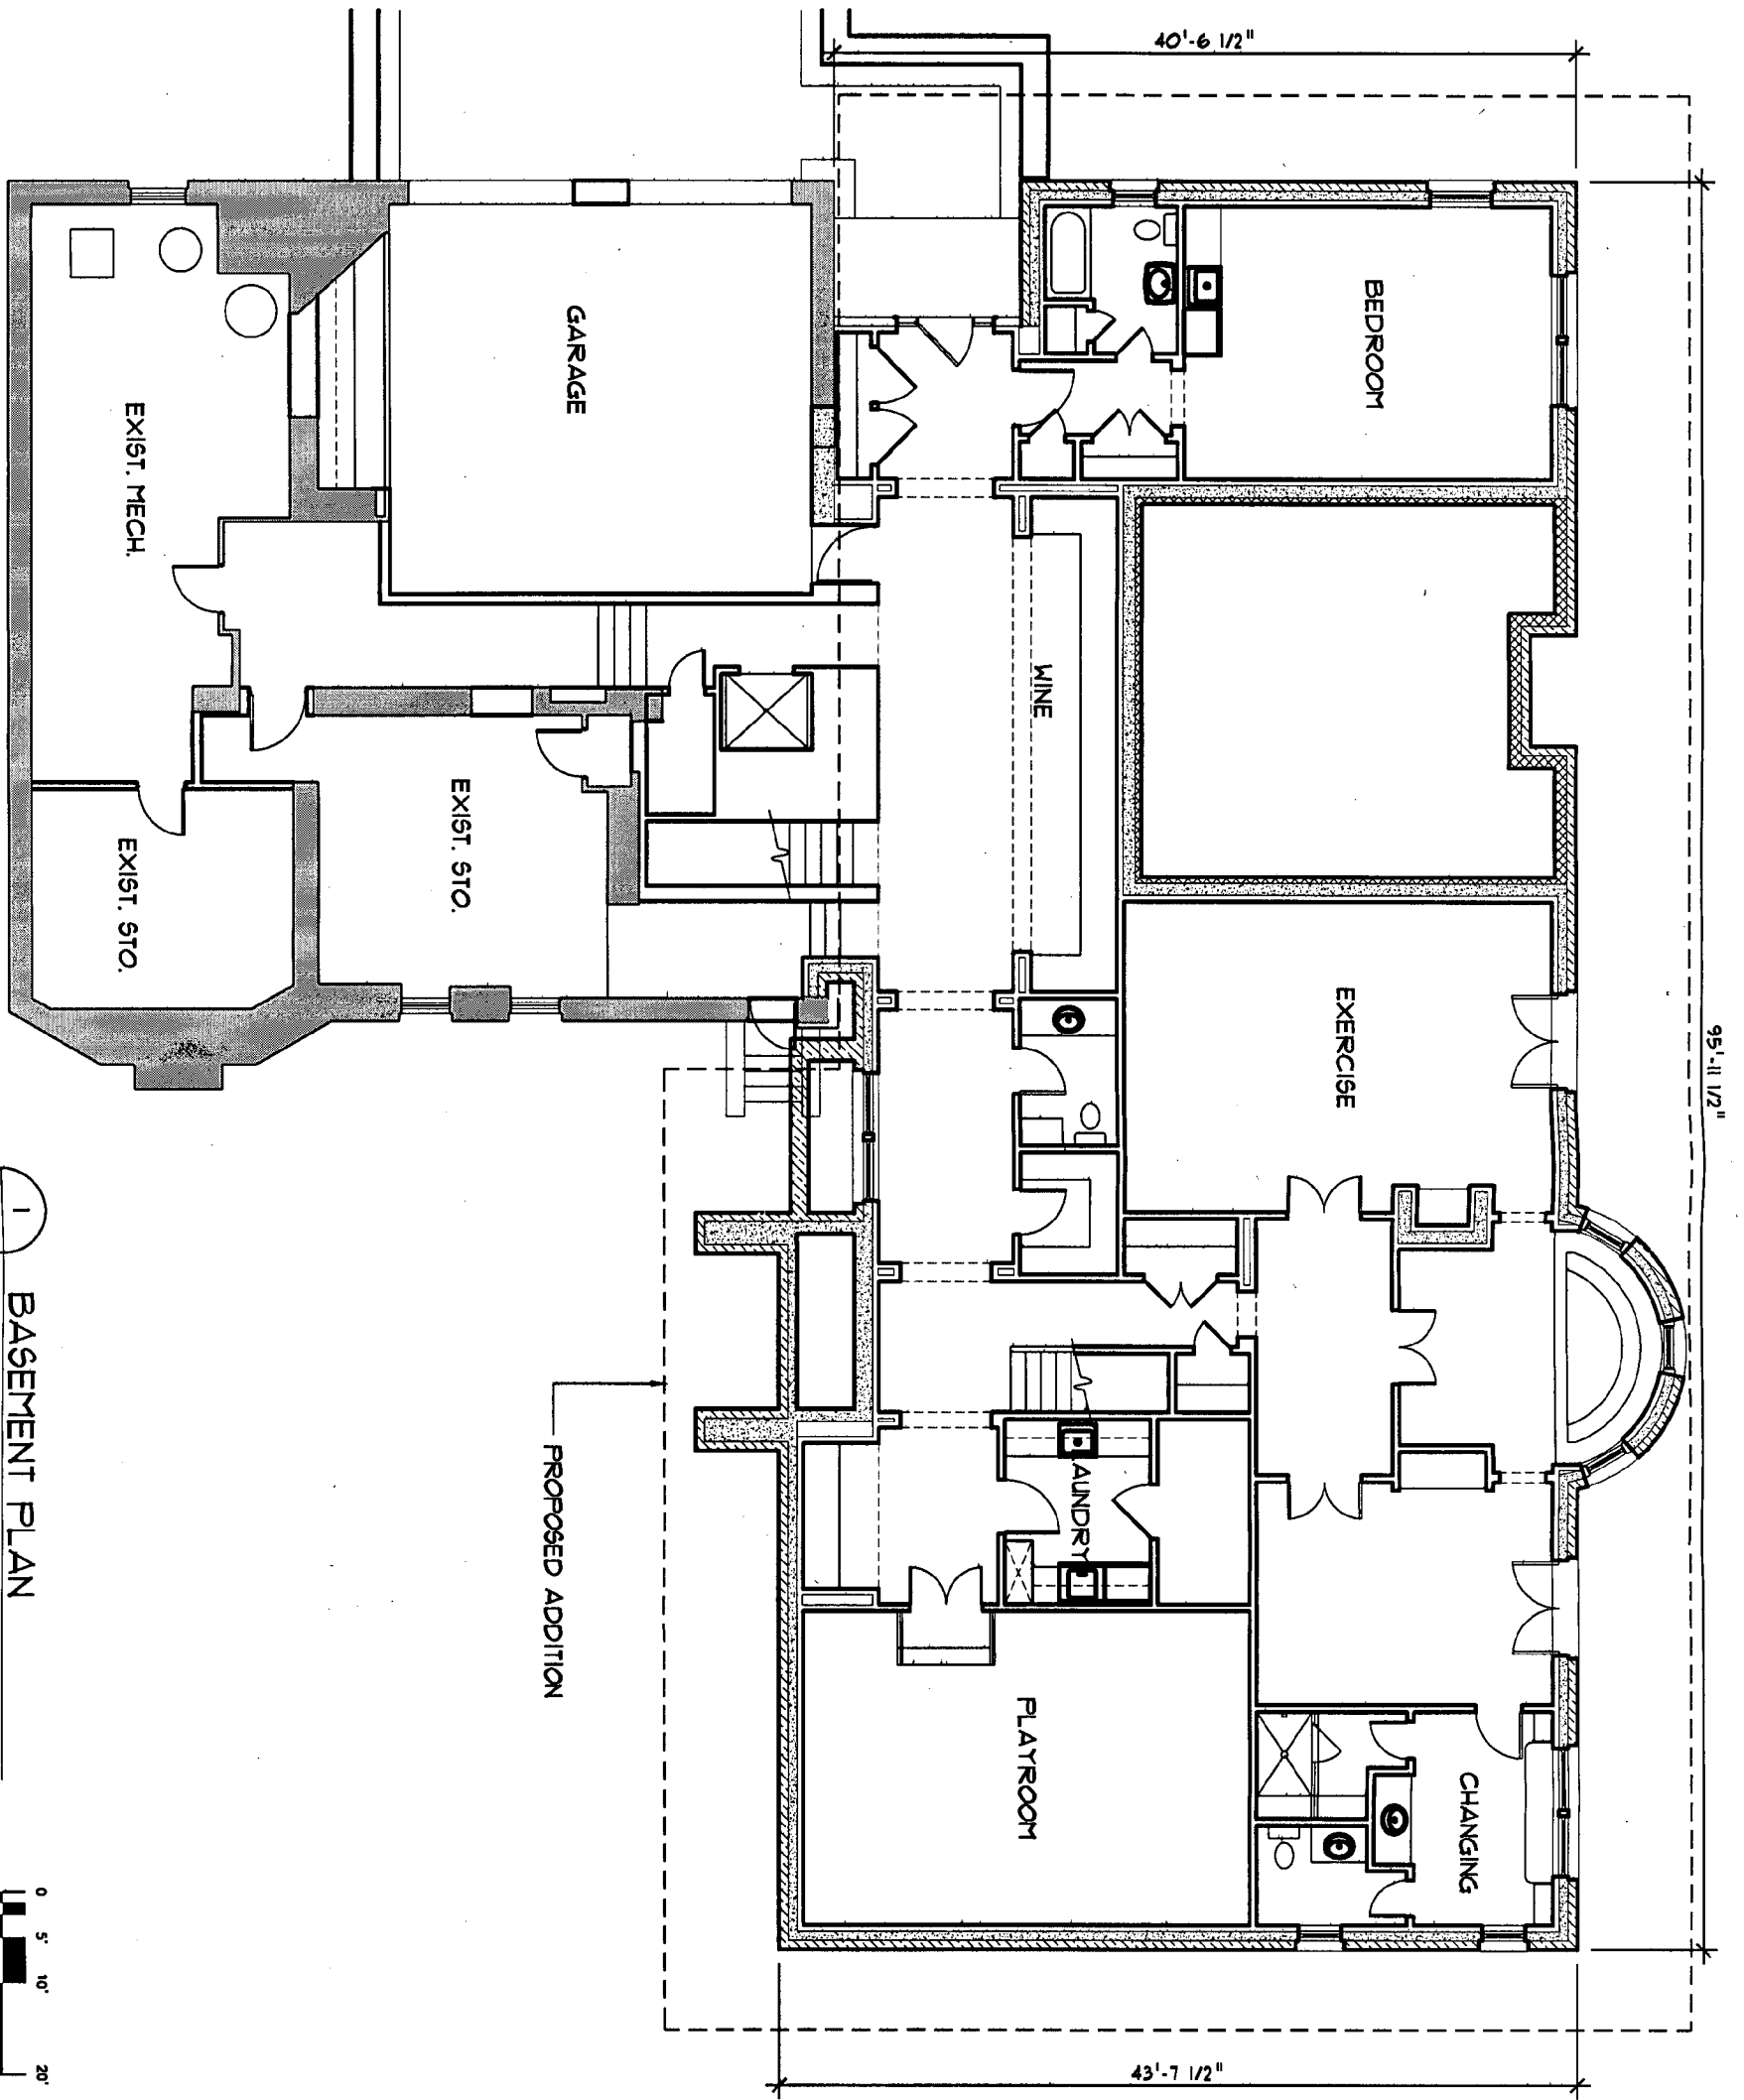 40'-6 1/2"
95'-11 1/2"
43'-7 1/2"
BEDROOM
EXERCISE
CHANGING
WINE
LAUNDRY
PLAYROOM
GARAGE
EXIST. STO.
EXIST. MECH.
EXIST. STO.
PROPOSED ADDITION
1
BASEMENT PLAN
0 5' 10' 20'